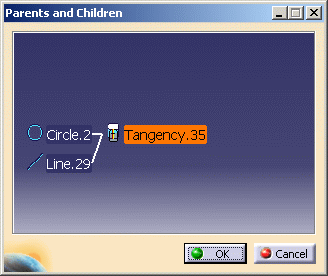 Parents and Children
Circle.2 Tangency.35
Line.29
OK Cancel